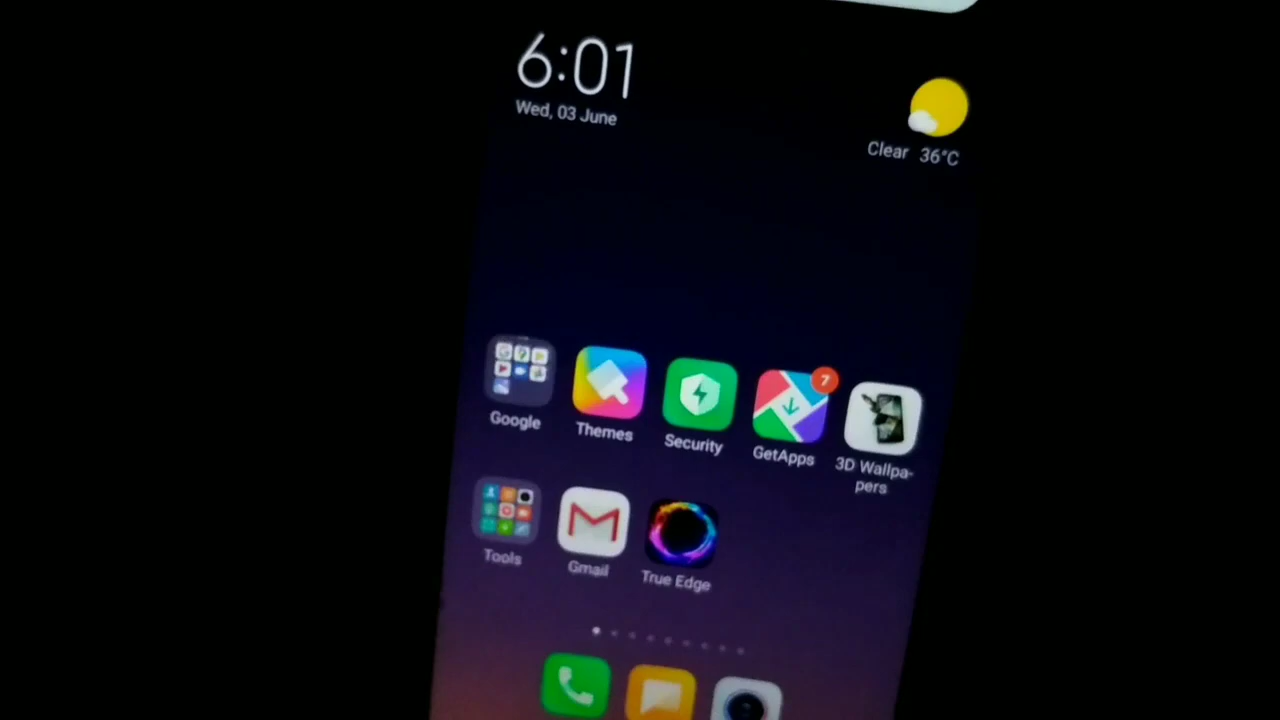 6:01
Wed, 03 June
Clear 36°C
Google
Themes
Security
GetApps
7
3D Wallpa-
pers
Tools
Gmail
True Edge